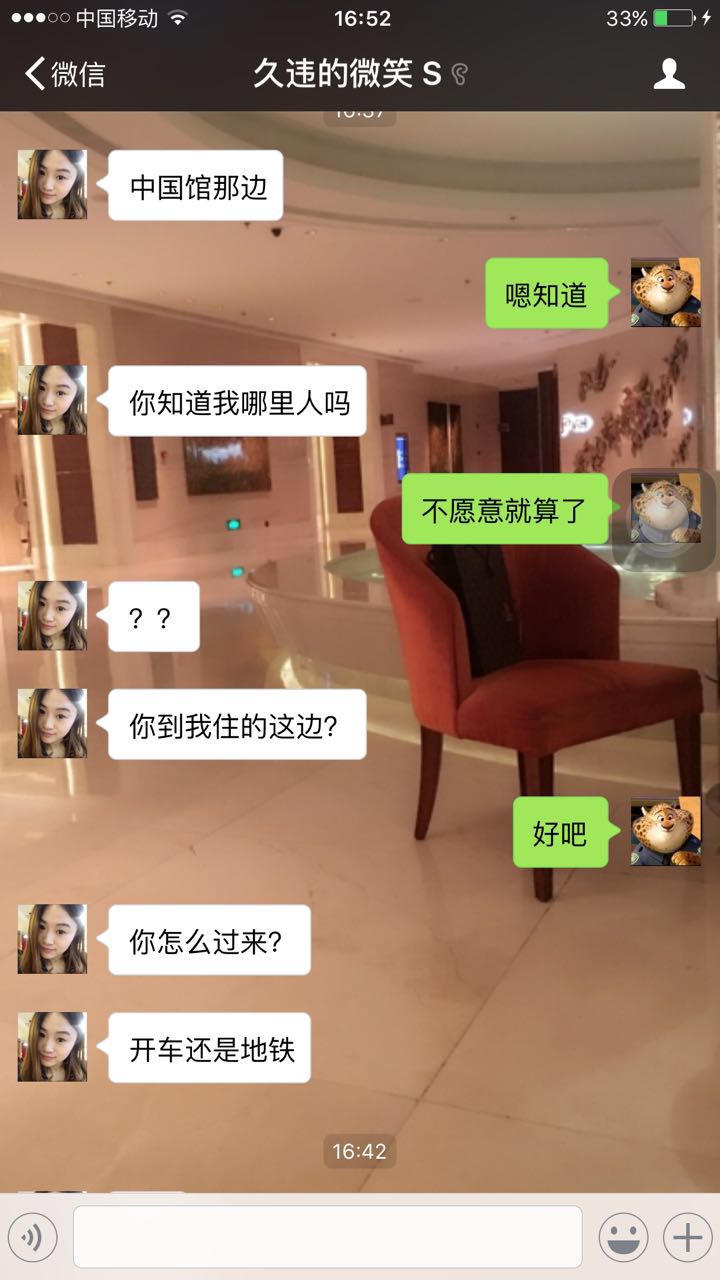 中国移动 16:52 33%
微信 久违的微笑 S
16:37
中国馆那边
嗯知道
你知道我哪里人吗
不愿意就算了
？？
你到我住的这边?
好吧
你怎么过来?
开车还是地铁
16:42